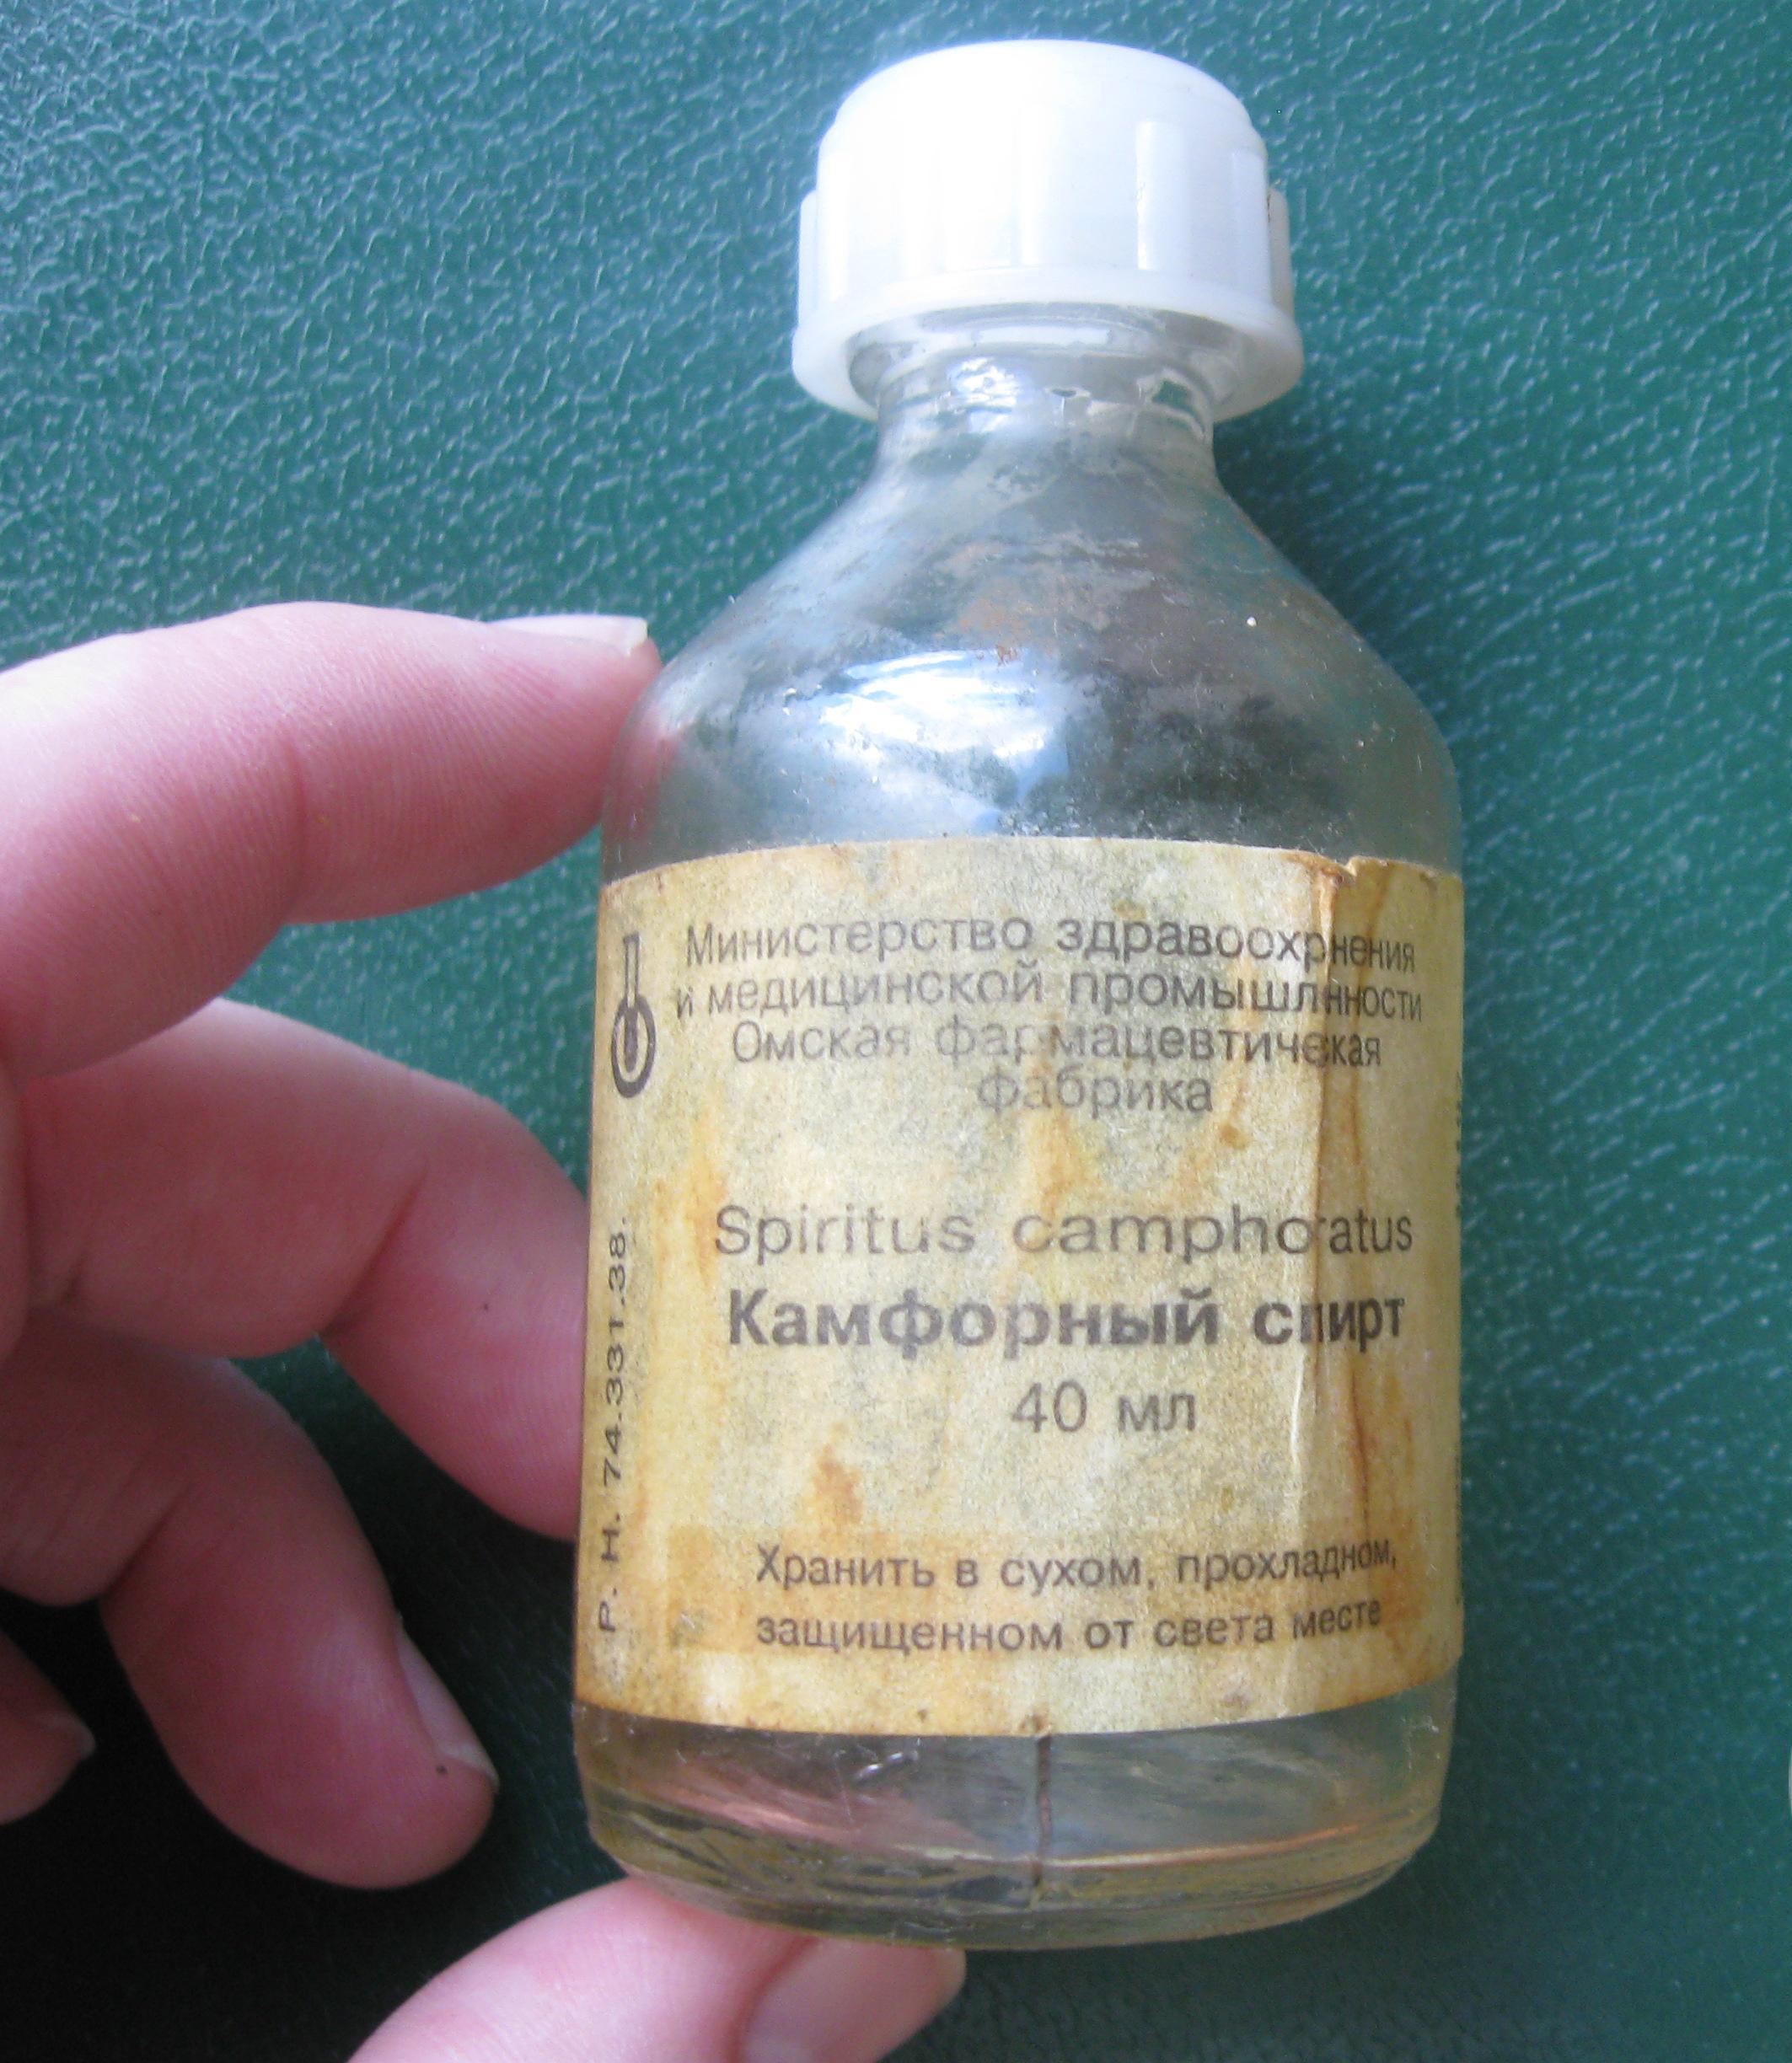 Министерство здравоохрнения
и медицинской промышлнности
Омская фармацевтическая
фабрика
Spiritus camphoratus
Камфорный спирт
40 мл
Хранить в сухом, прохладном,
защищенном от света месте
Р. Н. 74.331.38.